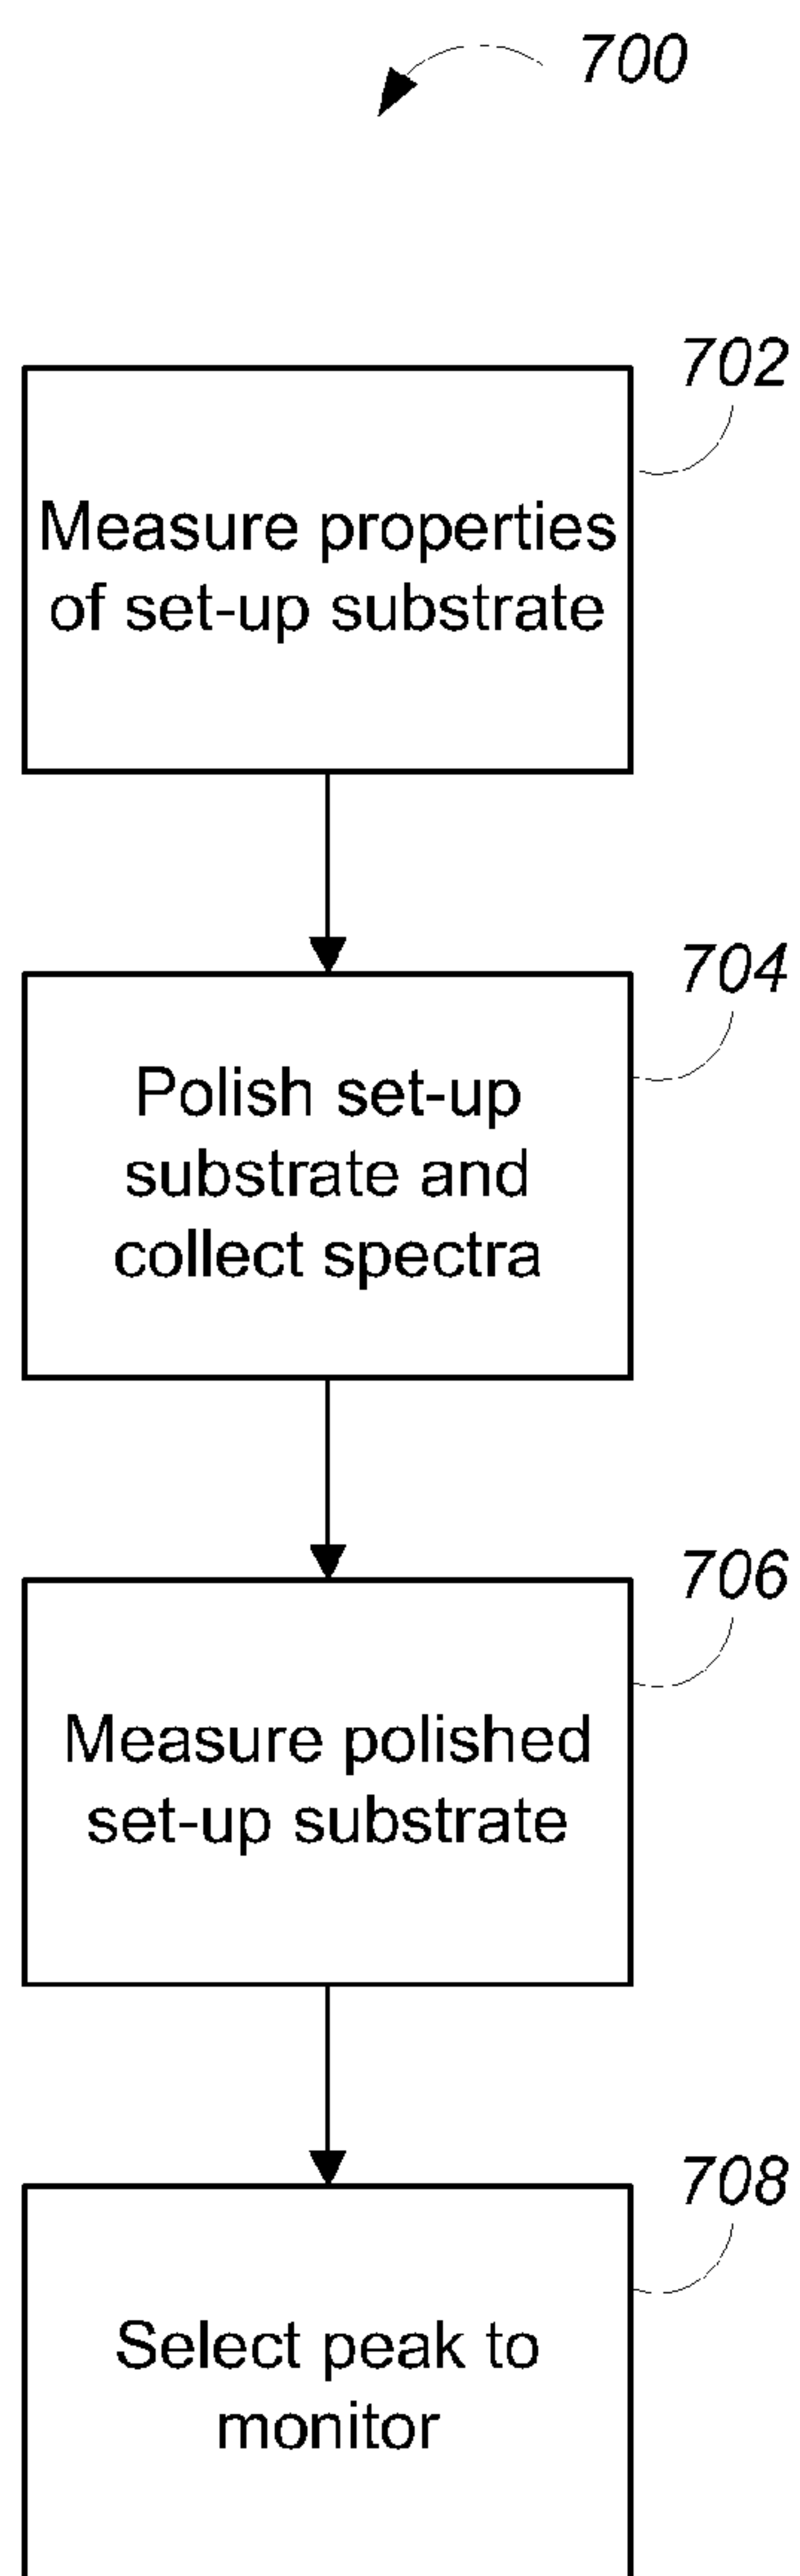 700
702
Measure properties
of set-up substrate
704
Polish set-up
substrate and
collect spectra
706
Measure polished
set-up substrate
708
Select peak to
monitor